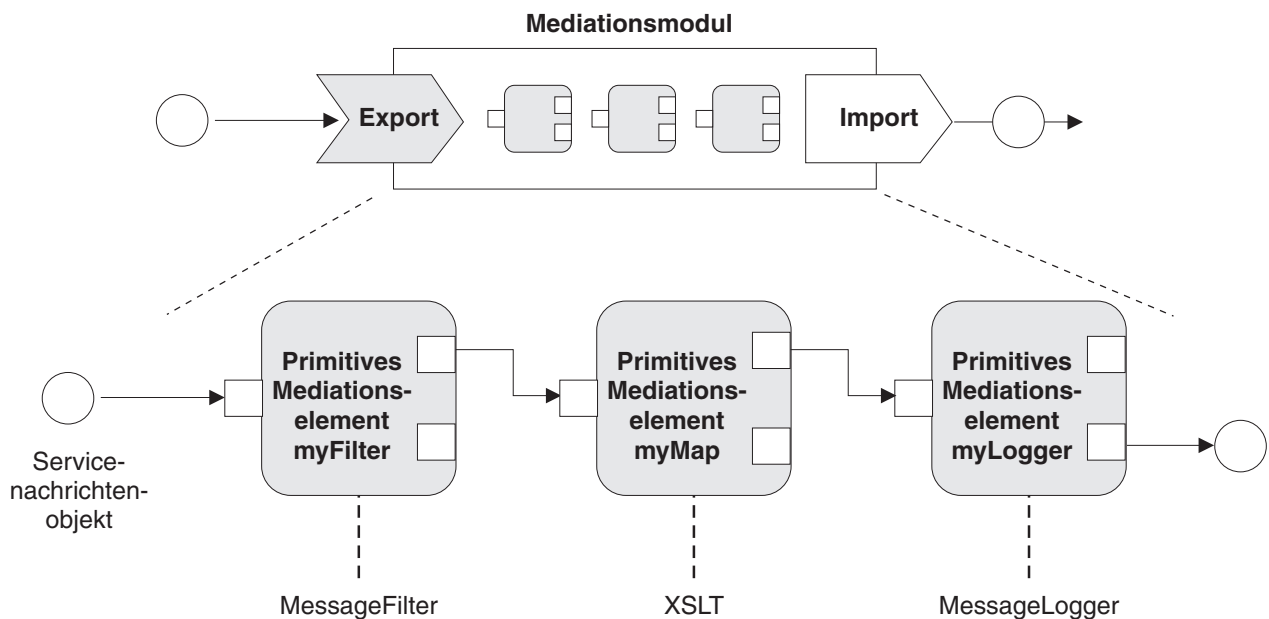 Mediationsmodul
Export
Import
Primitives
Mediations-
element
myFilter
Primitives
Mediations-
element
myMap
Primitives
Mediations-
element
myLogger
Service-
nachrichten-
objekt
MessageFilter
XSLT
MessageLogger